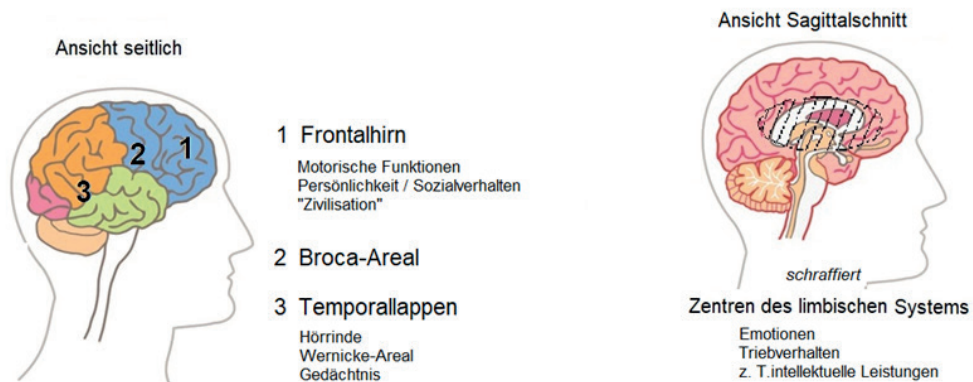 Ansicht seitlich
1
2
3
1 Frontalhirn
Motorische Funktionen
Persönlichkeit / Sozialverhalten
"Zivilisation"
2 Broca-Areal
3 Temporallappen
Hörrinde
Wernicke-Areal
Gedächtnis
Ansicht Sagittalschnitt
schraffiert
Zentren des limbischen Systems
Emotionen
Triebverhalten
z. T.intellektuelle Leistungen